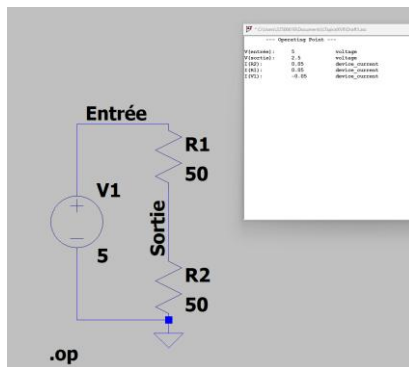 --- Operating Point ---
V(entrée): 5 voltage
V(sortie): 2.5 voltage
I(R2): 0.05 device_current
I(R1): 0.05 device_current
I(V1): -0.05 device_current
Entrée
R1
50
V1
5
Sortie
R2
50
.op